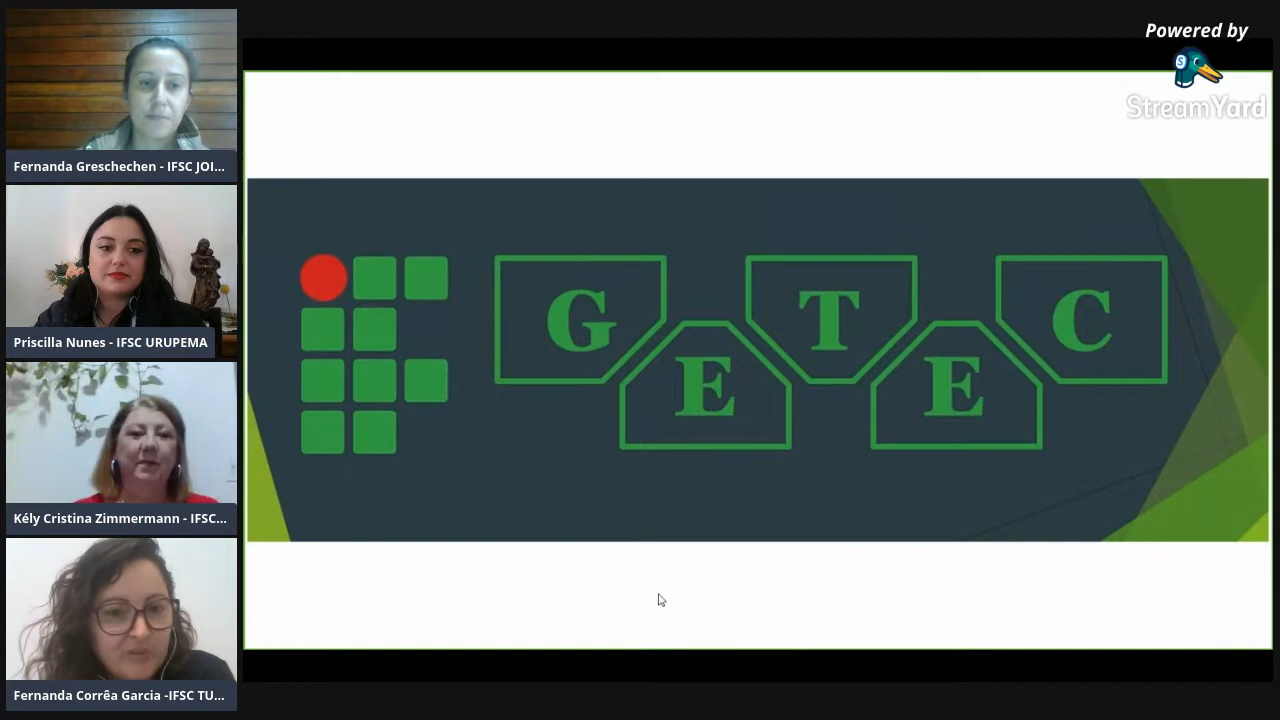 Powered by
StreamYard
Fernanda Greschechen - IFSC JOI...
Priscilla Nunes - IFSC URUPEMA
Kély Cristina Zimmermann - IFSC...
Fernanda Corrêa Garcia -IFSC TU...
G E T E C